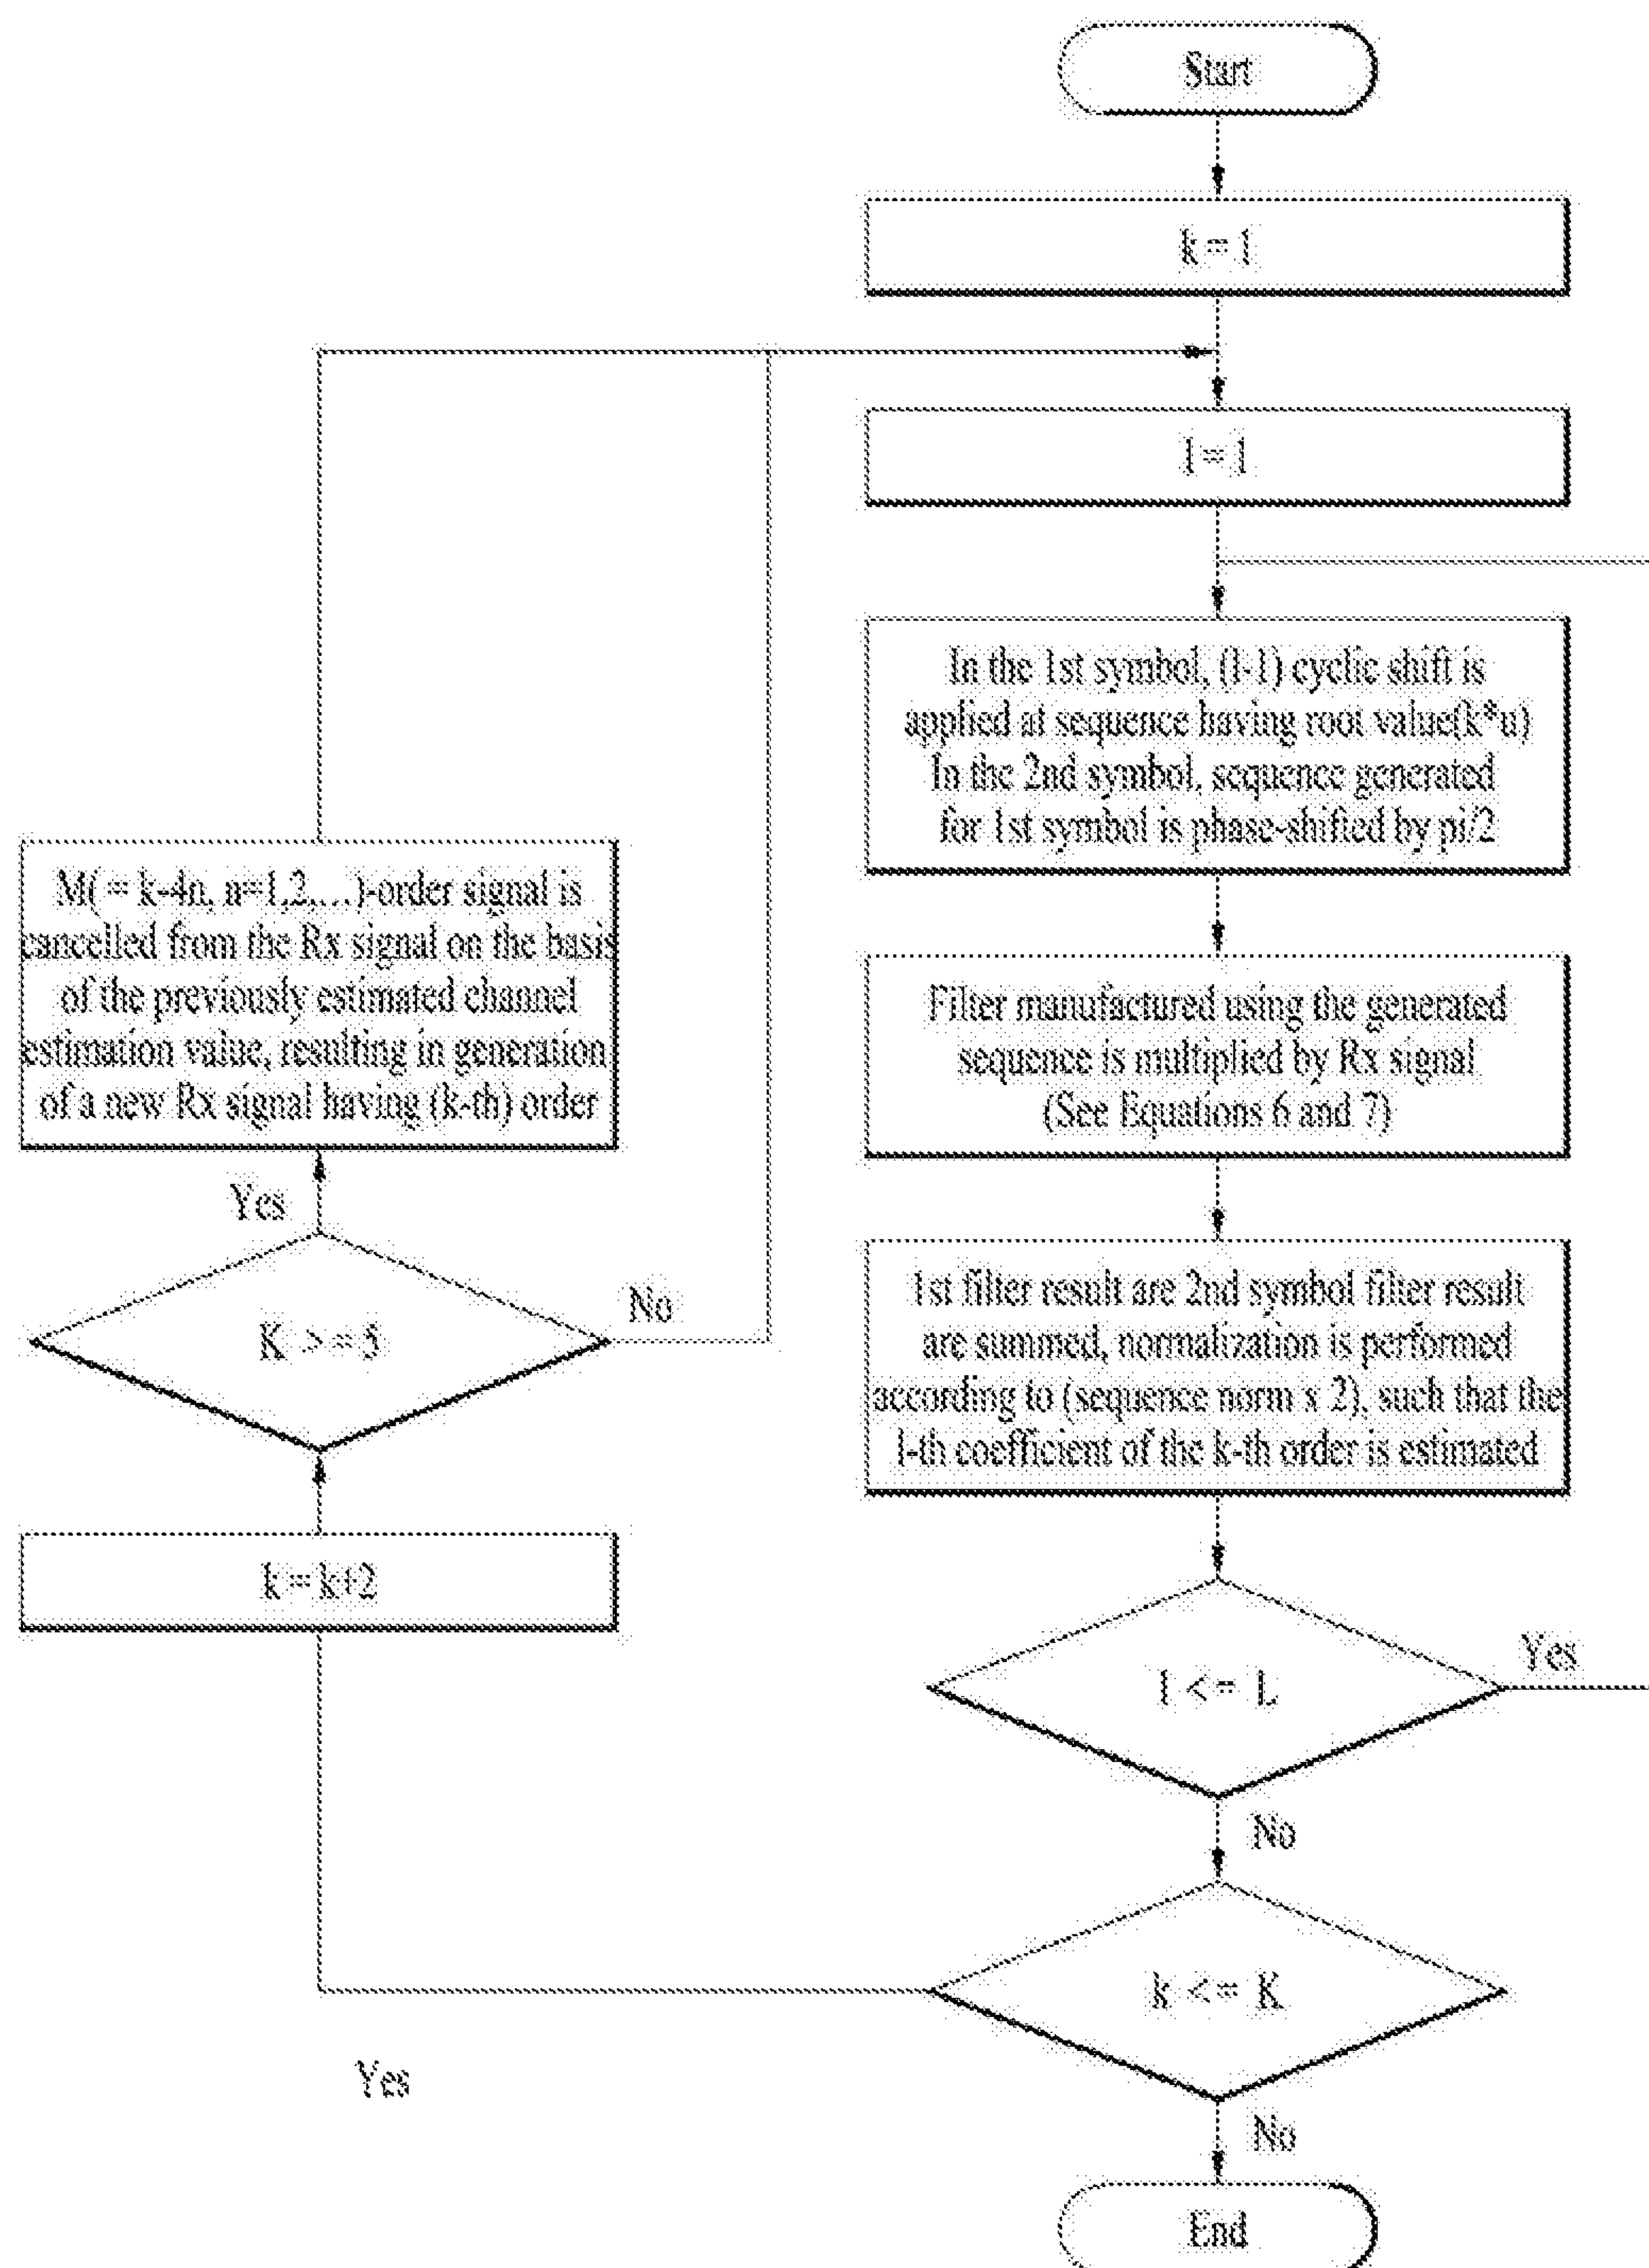 Start
k = 1
l = 1
In the 1st symbol, (l-1) cyclic shift is
applied at sequence having root value(k*u)
In the 2nd symbol, sequence generated
for 1st symbol is phase-shifted by pi/2
Filter manufactured using the generated
sequence is multiplied by Rx signal
(See Equations 6 and 7)
1st filter result are 2nd symbol filter result
are summed, normalization is performed
according to (sequence norm x 2), such that the
l-th coefficient of the k-th order is estimated
l <= L
Yes
No
k <= K
Yes
No
End
k = k+2
K >= 5
Yes
No
M( = k-4n, n=1,2,...)-order signal is
cancelled from the Rx signal on the basis
of the previously estimated channel
estimation value, resulting in generation
of a new Rx signal having (k-th) order